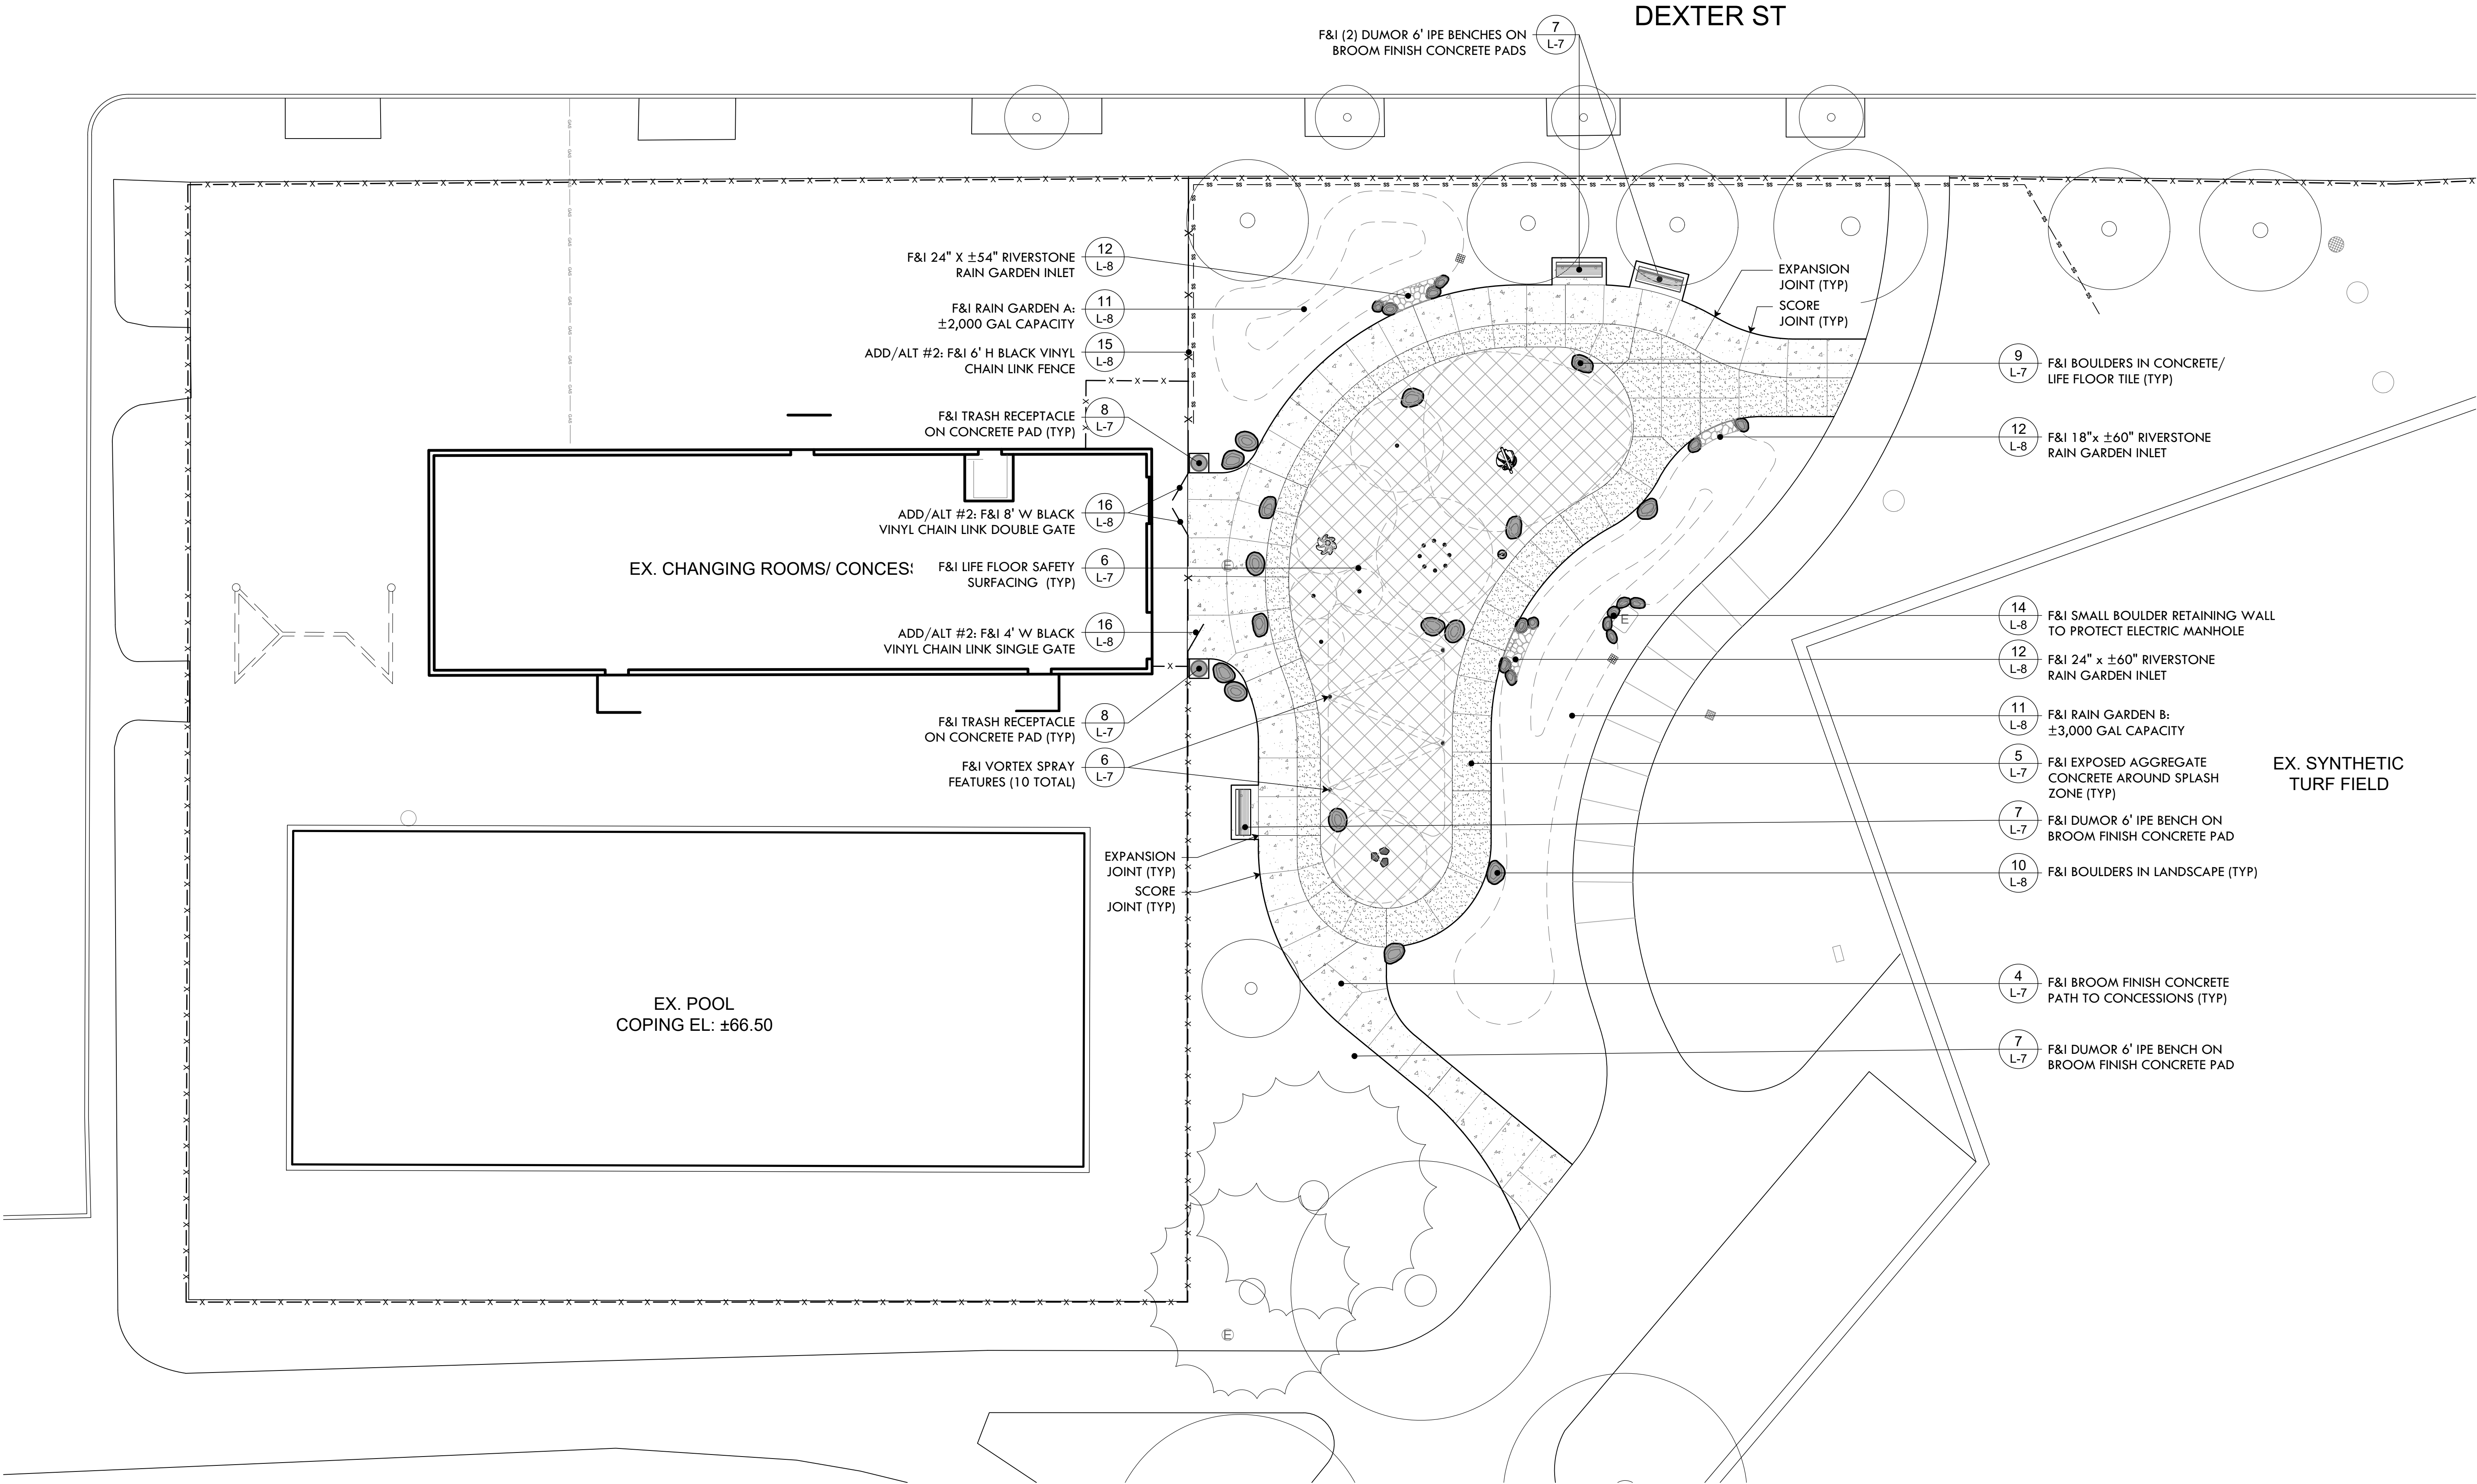 DEXTER ST
F&I (2) DUMOR 6' IPE BENCHES ON
BROOM FINISH CONCRETE PADS
7
L-7
F&I 24" X ±54" RIVERSTONE
RAIN GARDEN INLET
12
L-8
F&I RAIN GARDEN A:
±2,000 GAL CAPACITY
11
L-8
ADD/ALT #2: F&I 6' H BLACK VINYL
CHAIN LINK FENCE
15
L-8
F&I TRASH RECEPTACLE
ON CONCRETE PAD (TYP)
8
L-7
ADD/ALT #2: F&I 8' W BLACK
VINYL CHAIN LINK DOUBLE GATE
16
L-8
EX. CHANGING ROOMS/ CONCES
F&I LIFE FLOOR SAFETY
SURFACING (TYP)
6
L-7
ADD/ALT #2: F&I 4' W BLACK
VINYL CHAIN LINK SINGLE GATE
16
L-8
F&I TRASH RECEPTACLE
ON CONCRETE PAD (TYP)
8
L-7
F&I VORTEX SPRAY
FEATURES (10 TOTAL)
6
L-7
EXPANSION
JOINT (TYP)
SCORE
JOINT (TYP)
EX. POOL
COPING EL: ±66.50
EXPANSION
JOINT (TYP)
SCORE
JOINT (TYP)
9
L-7
F&I BOULDERS IN CONCRETE/
LIFE FLOOR TILE (TYP)
12
L-8
F&I 18"x ±60" RIVERSTONE
RAIN GARDEN INLET
14
L-8
F&I SMALL BOULDER RETAINING WALL
TO PROTECT ELECTRIC MANHOLE
12
L-8
F&I 24" x ±60" RIVERSTONE
RAIN GARDEN INLET
11
L-8
F&I RAIN GARDEN B:
±3,000 GAL CAPACITY
5
L-7
F&I EXPOSED AGGREGATE
CONCRETE AROUND SPLASH
ZONE (TYP)
7
L-7
F&I DUMOR 6' IPE BENCH ON
BROOM FINISH CONCRETE PAD
10
L-8
F&I BOULDERS IN LANDSCAPE (TYP)
4
L-7
F&I BROOM FINISH CONCRETE
PATH TO CONCESSIONS (TYP)
7
L-7
F&I DUMOR 6' IPE BENCH ON
BROOM FINISH CONCRETE PAD
EX. SYNTHETIC
TURF FIELD
E
E
E